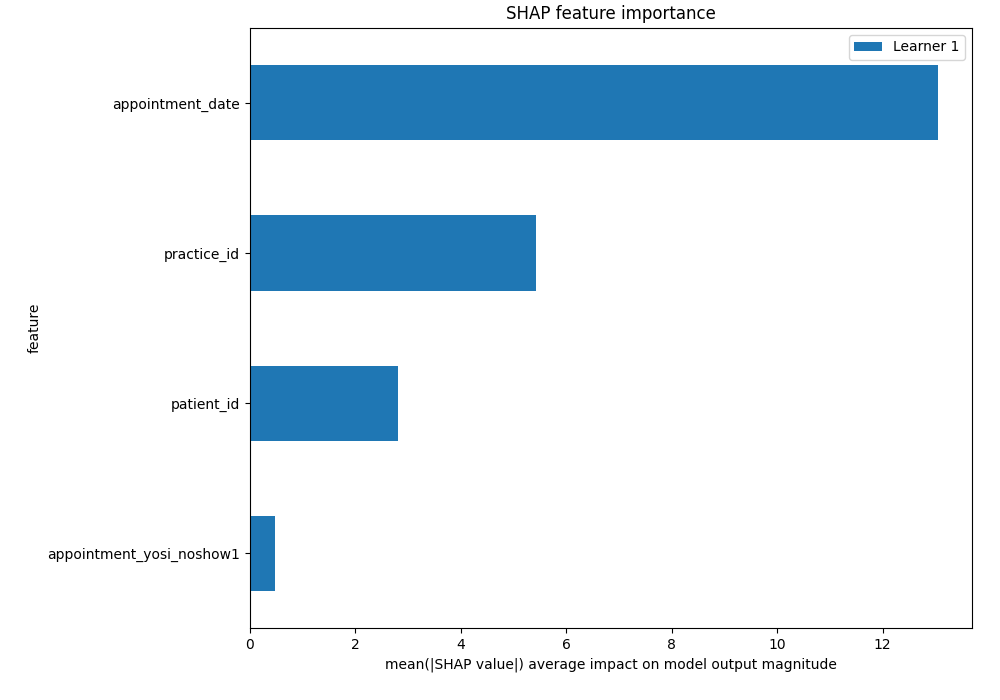 SHAP feature importance
Learner 1
appointment_date
practice_id
feature
patient_id
appointment_yosi_noshow1
0 2 4 6 8 10 12
mean(|SHAP value|) average impact on model output magnitude